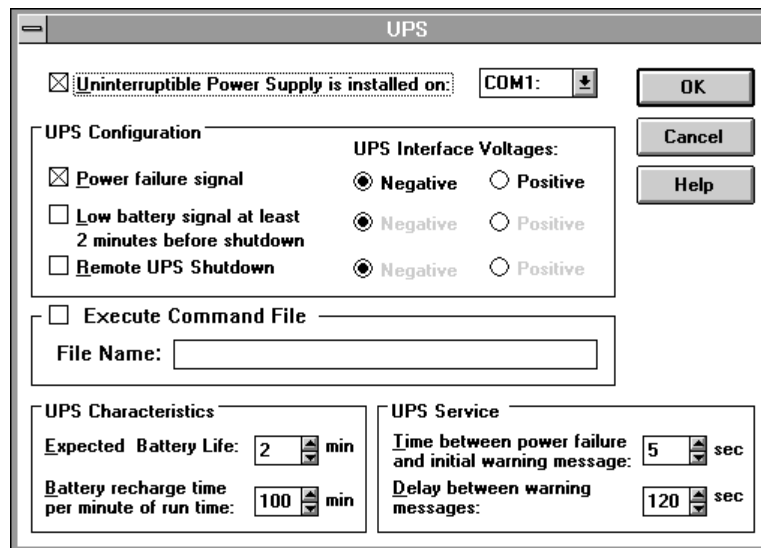 UPS
Uninterruptible Power Supply is installed on: COM1:
OK
Cancel
Help
UPS Configuration
UPS Interface Voltages:
Power failure signal
Negative Positive
Low battery signal at least
2 minutes before shutdown
Negative Positive
Remote UPS Shutdown
Negative Positive
Execute Command File
File Name:
UPS Characteristics
Expected Battery Life: 2 min
Battery recharge time
per minute of run time: 100 min
UPS Service
Time between power failure
and initial warning message: 5 sec
Delay between warning
messages: 120 sec